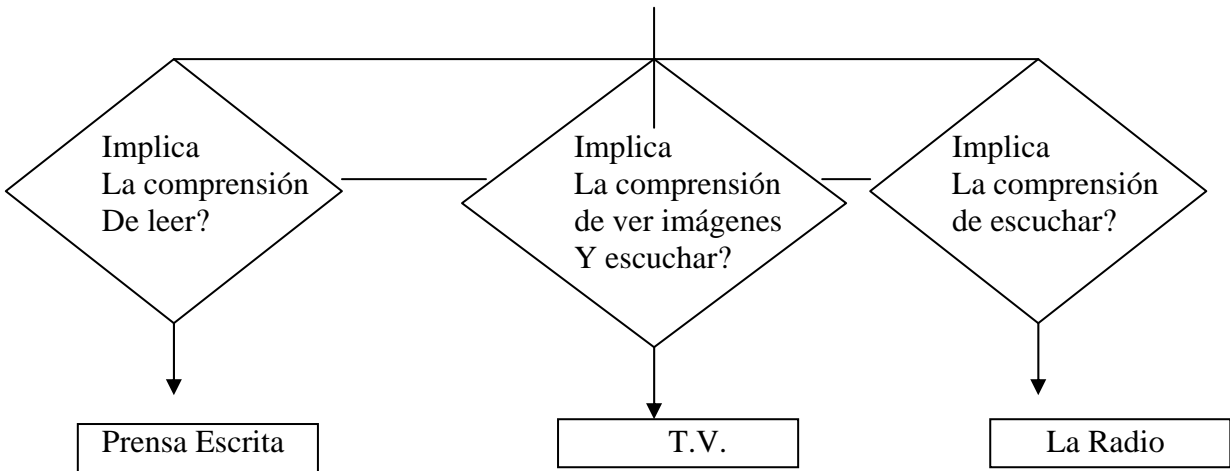 Implica
La comprensión
De leer?
Implica
La comprensión
de ver imágenes
Y escuchar?
Implica
La comprensión
de escuchar?
Prensa Escrita
T.V.
La Radio